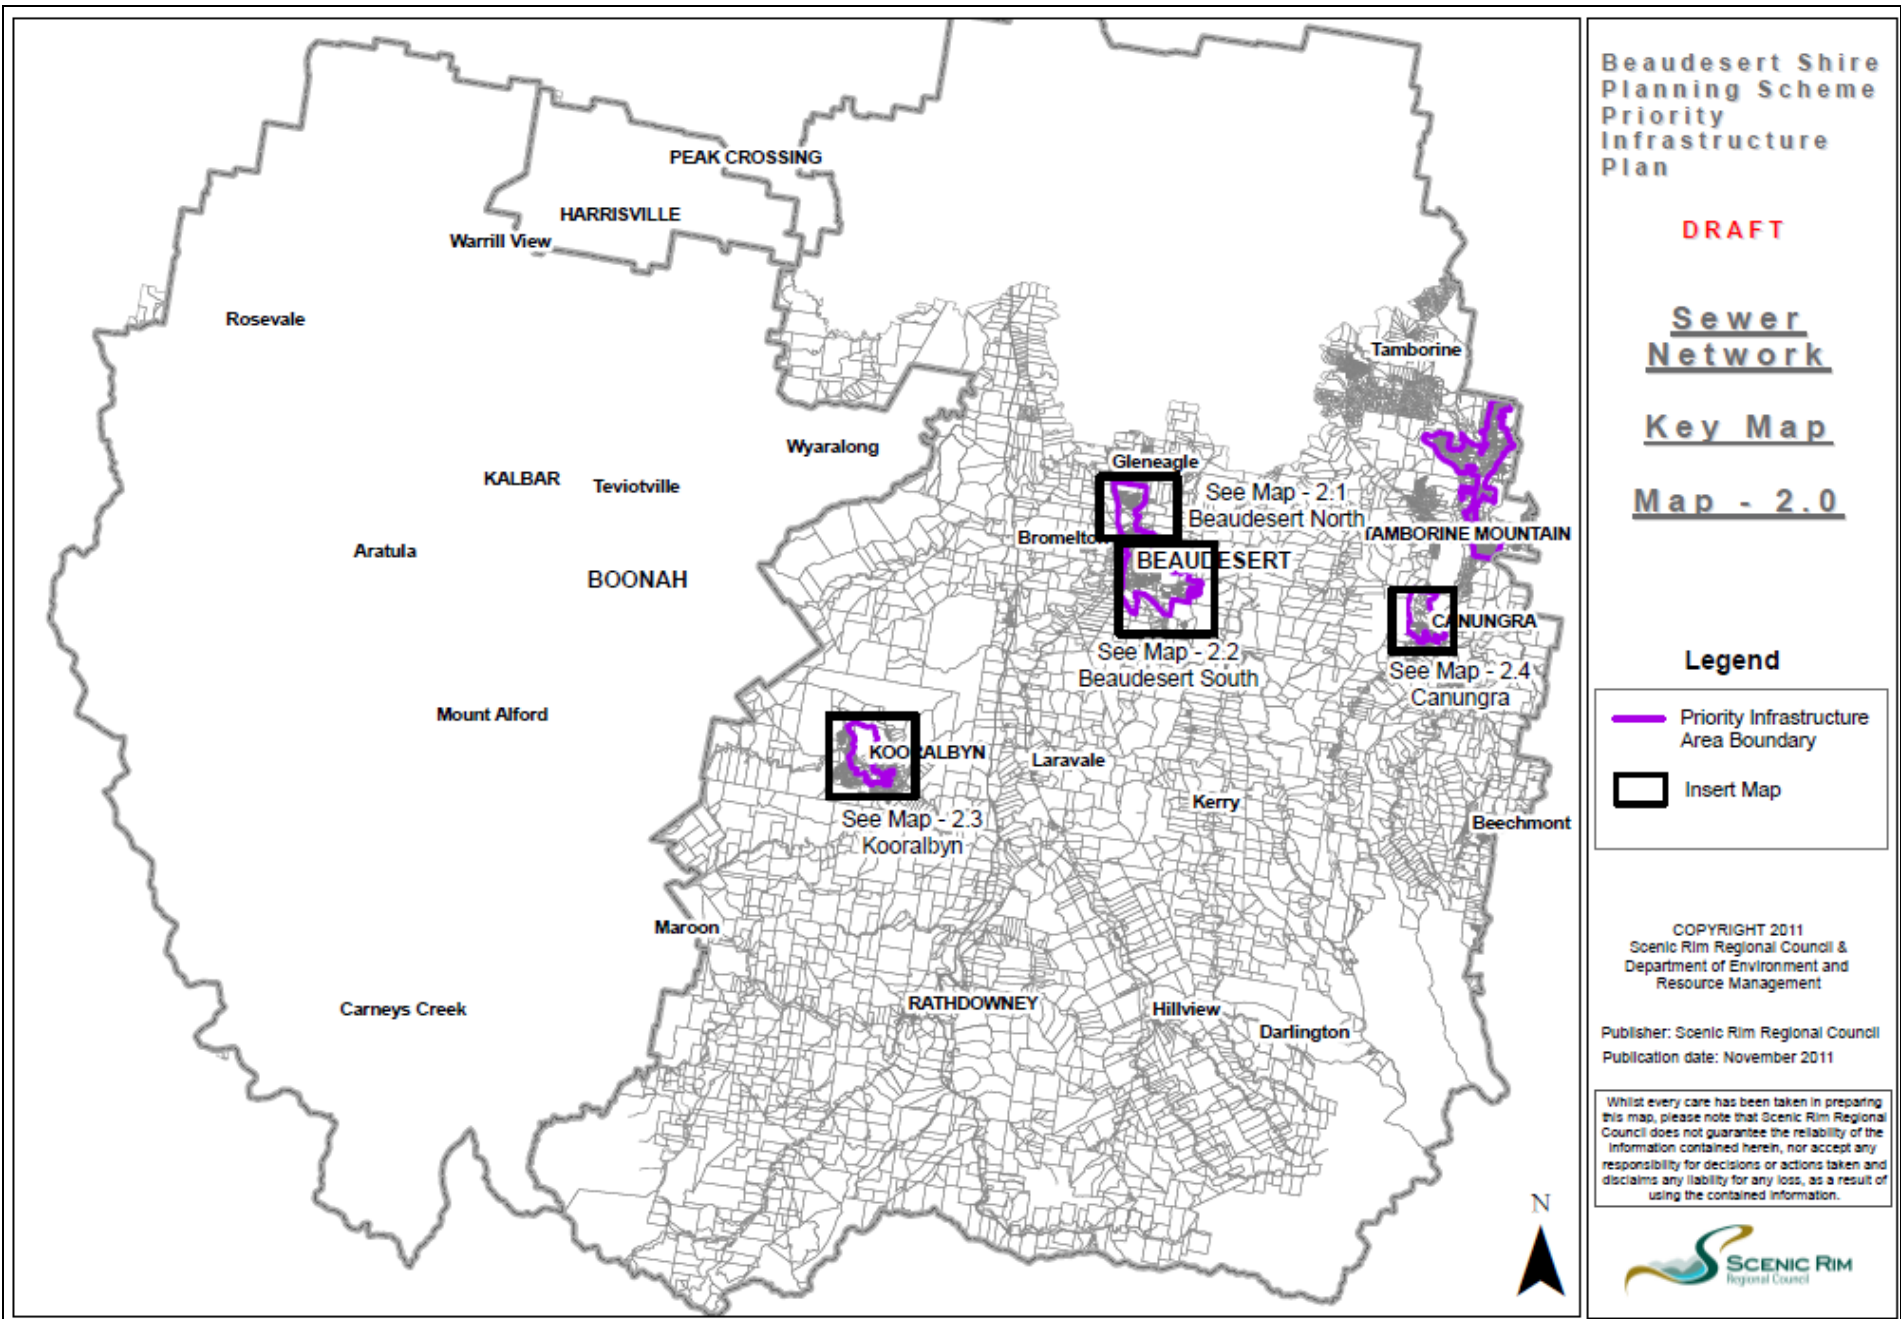 PEAK CROSSING
HARRISVILLE
Warrill View
Rosevale
Tamborine
Wyaralong
KALBAR
Teviotville
Gleneagle
See Map - 2.1
Beaudesert North
Bromelton
TAMBORINE MOUNTAIN
Aratula
BOONAH
BEAUDESERT
CANUNGRA
See Map - 2.2
Beaudesert South
See Map - 2.4
Canungra
Mount Alford
KOORALBYN
Laravale
Kerry
See Map - 2.3
Kooralbyn
Beechmont
Maroon
Carneys Creek
RATHDOWNEY
Hillview
Darlington
N
Beaudesert Shire
Planning Scheme
Priority
Infrastructure
Plan
DRAFT
Sewer
Network
Key Map
Map - 2.0
Legend
Priority Infrastructure
Area Boundary
Insert Map
COPYRIGHT 2011
Scenic Rim Regional Council &
Department of Environment and
Resource Management
Publisher: Scenic Rim Regional Council
Publication date: November 2011
Whilst every care has been taken in preparing
this map, please note that Scenic Rim Regional
Council does not guarantee the reliability of the
information contained herein, nor accept any
responsibility for decisions or actions taken and
disclaims any liability for any loss, as a result of
using the contained information.
SCENIC RIM
Regional Council